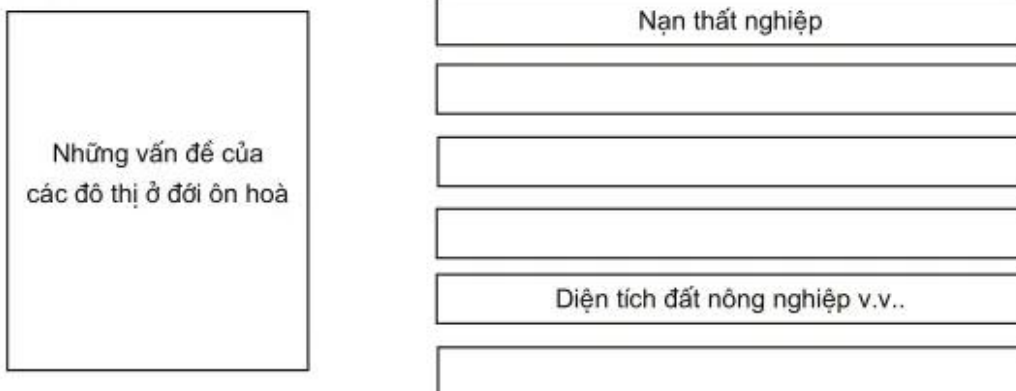 Nạn thất nghiệp
Những vấn đề của
các đô thị ở đới ôn hoà
Diện tích đất nông nghiệp v.v..